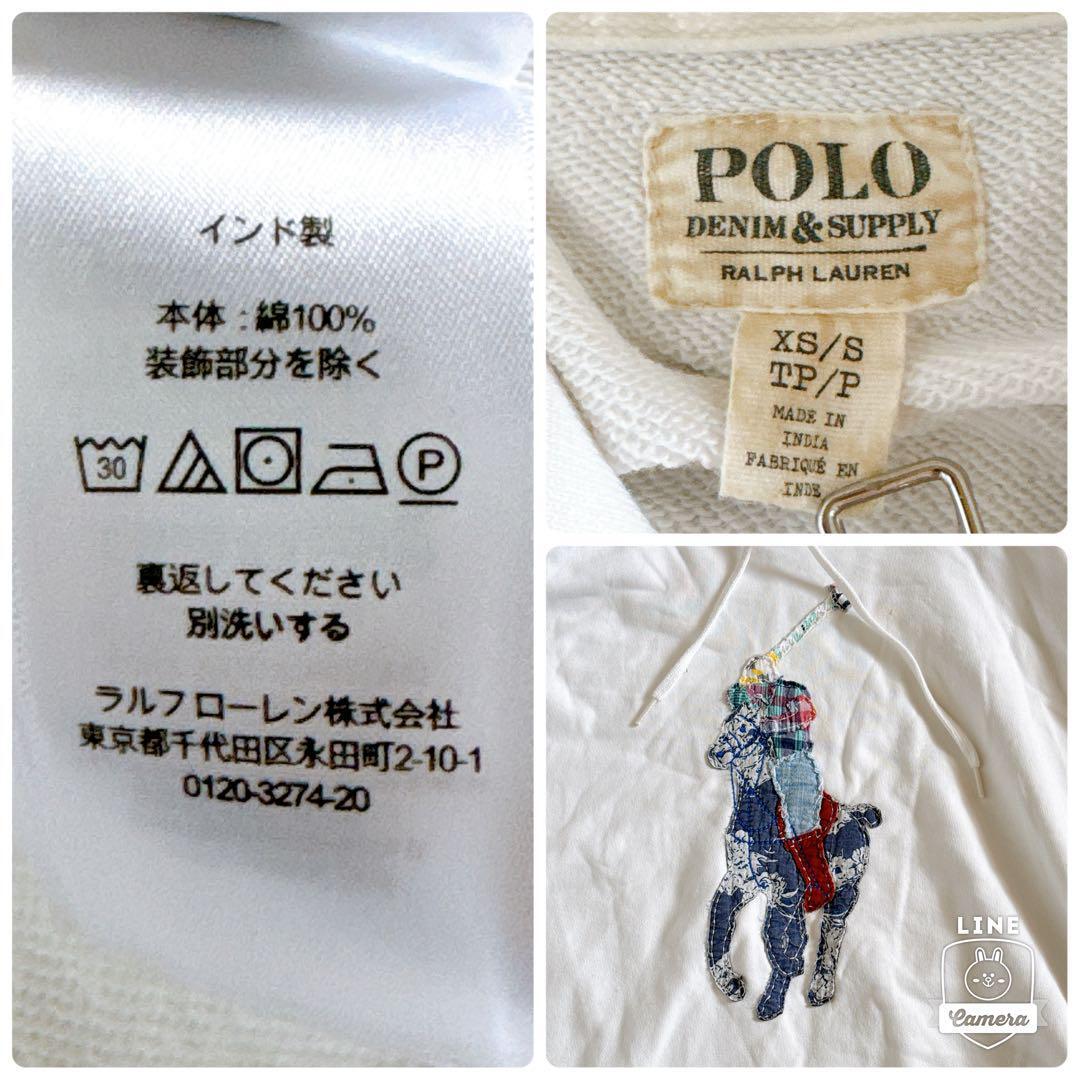 インド製
本体:綿100%
装飾部分を除く
30
P
裏返してください
別洗いする
ラルフ ローレン株式会社
東京都千代田区永田町2-10-1
0120-3274-20
POLO
DENIM & SUPPLY
RALPH LAUREN
XS/S
TP/P
MADE IN
INDIA
FABRIQUÉ EN
INDE
LINE
Camera